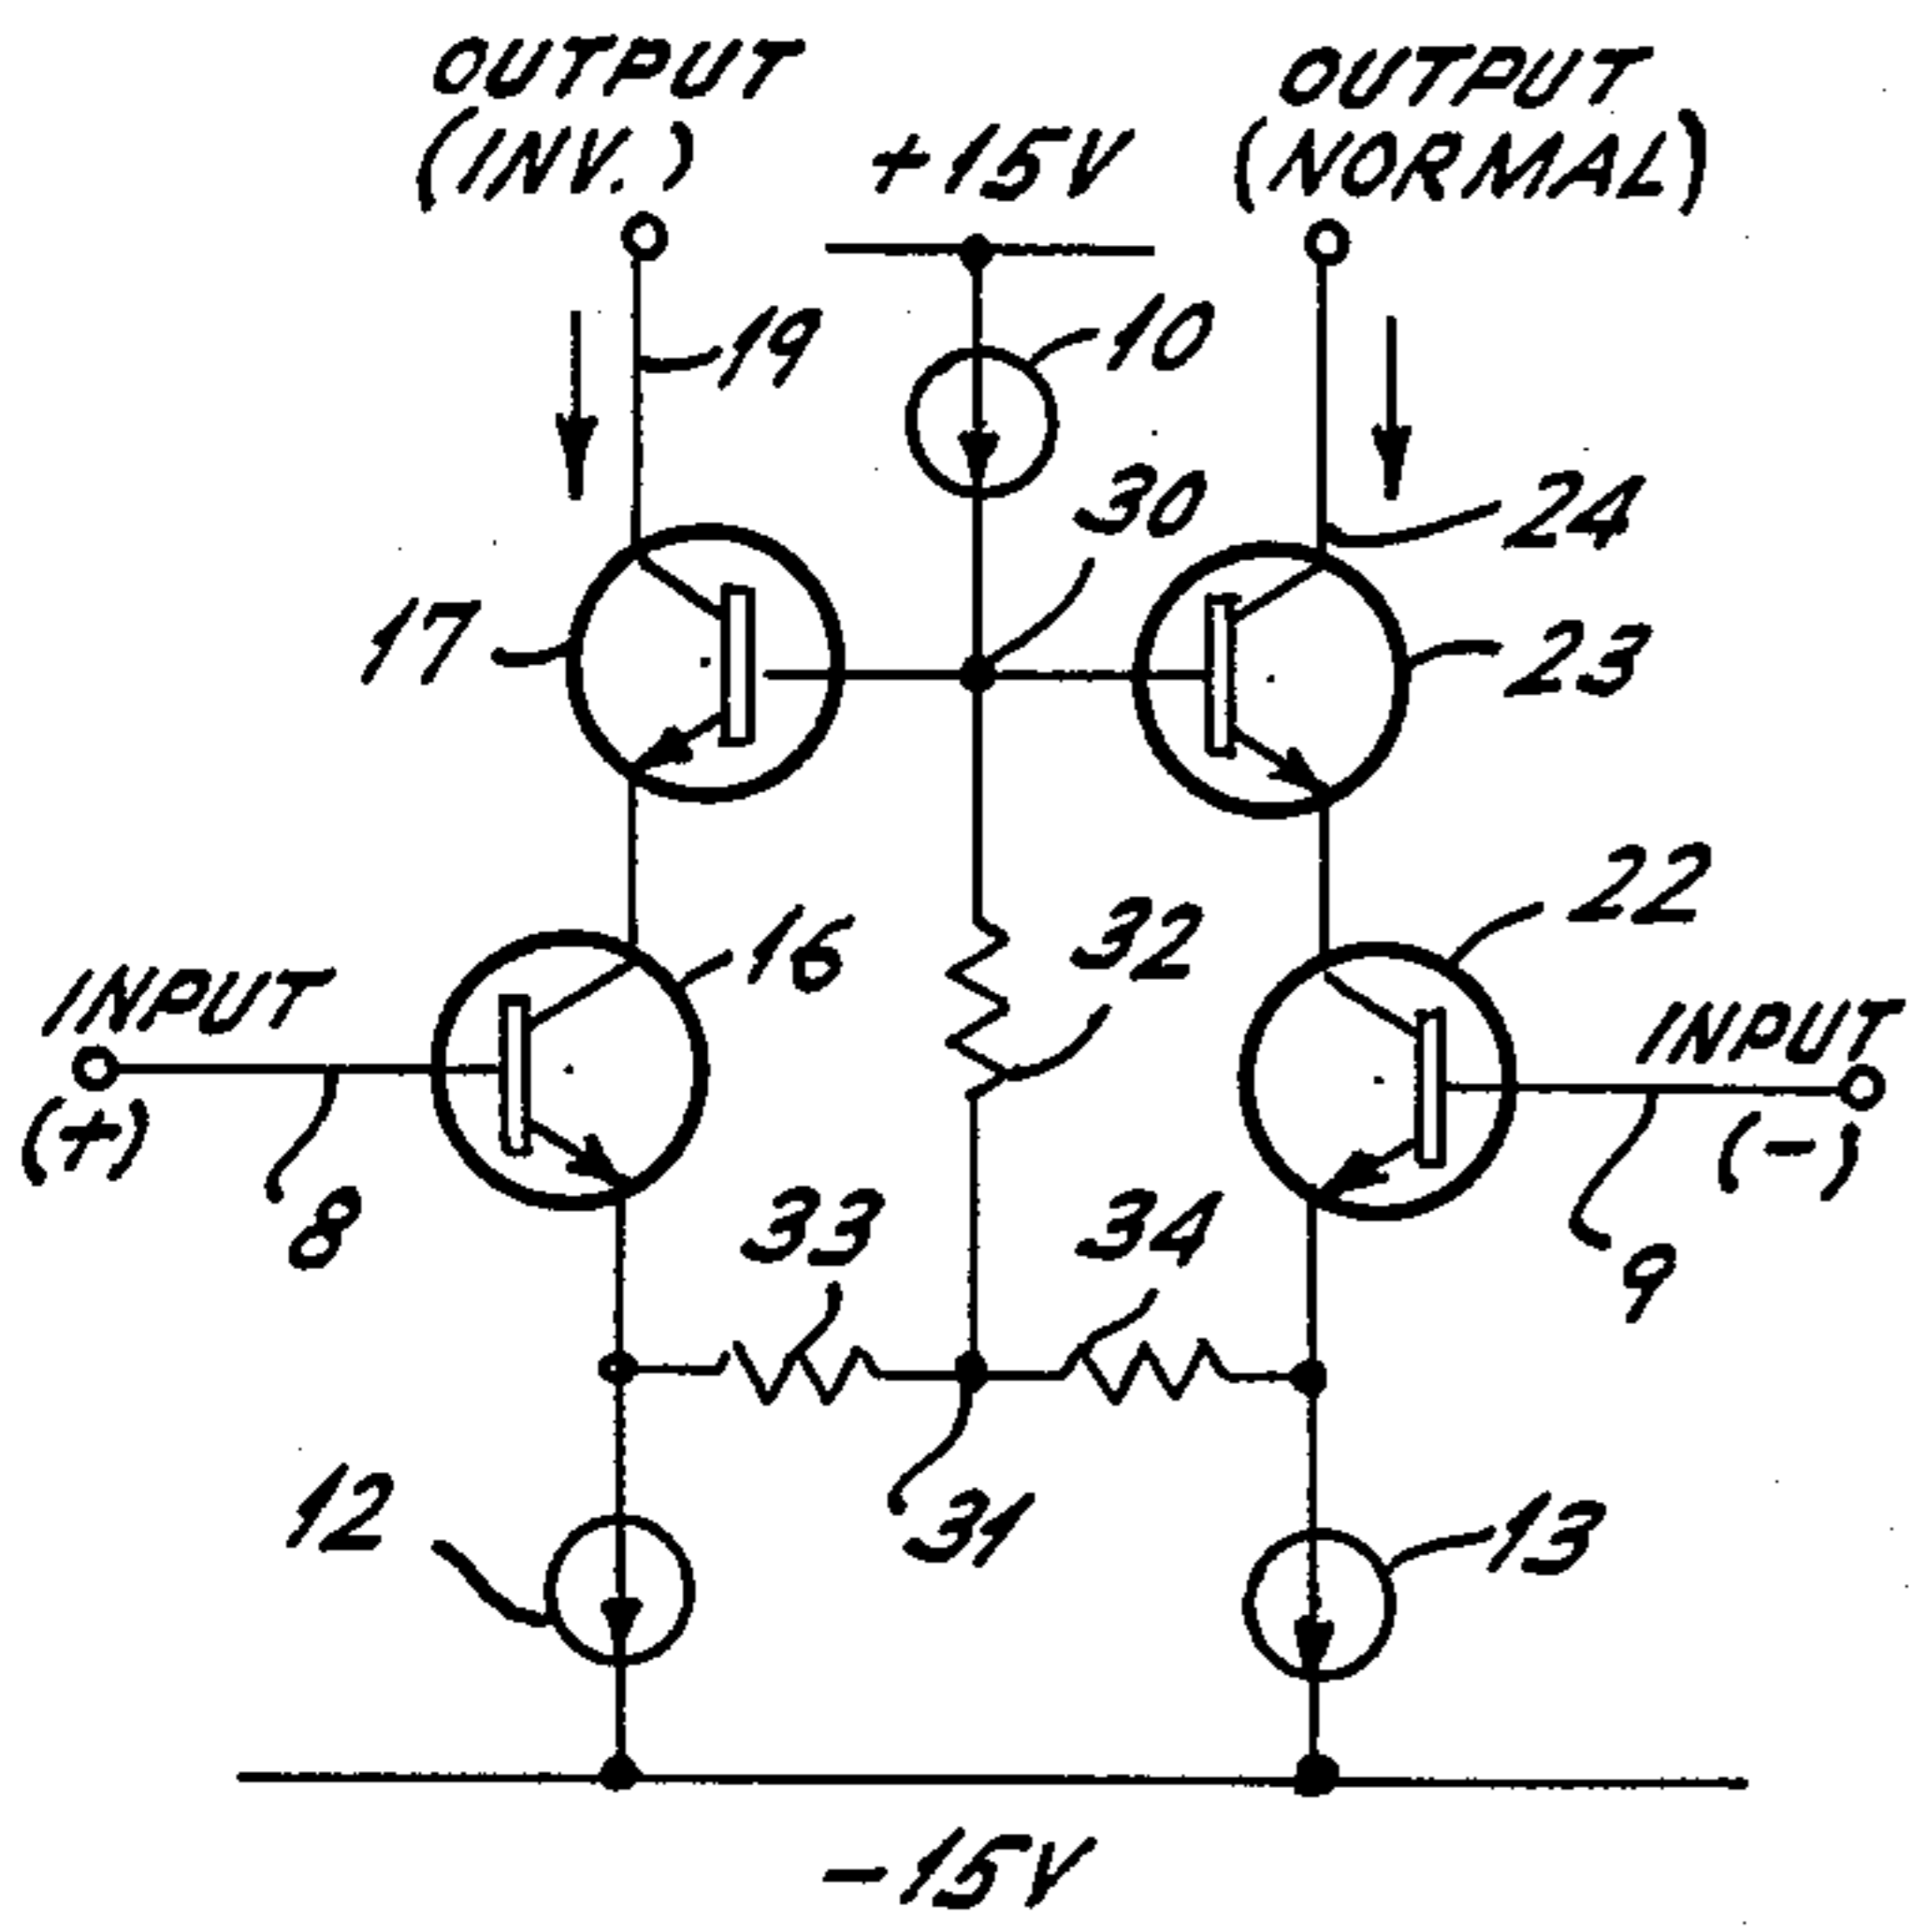 OUTPUT
(INV.)
+15V
OUTPUT
(NORMAL)
19
10
30
24
17
23
22
16
32
INPUT
(+)
INPUT
(-)
8
33
34
9
12
31
13
-15V